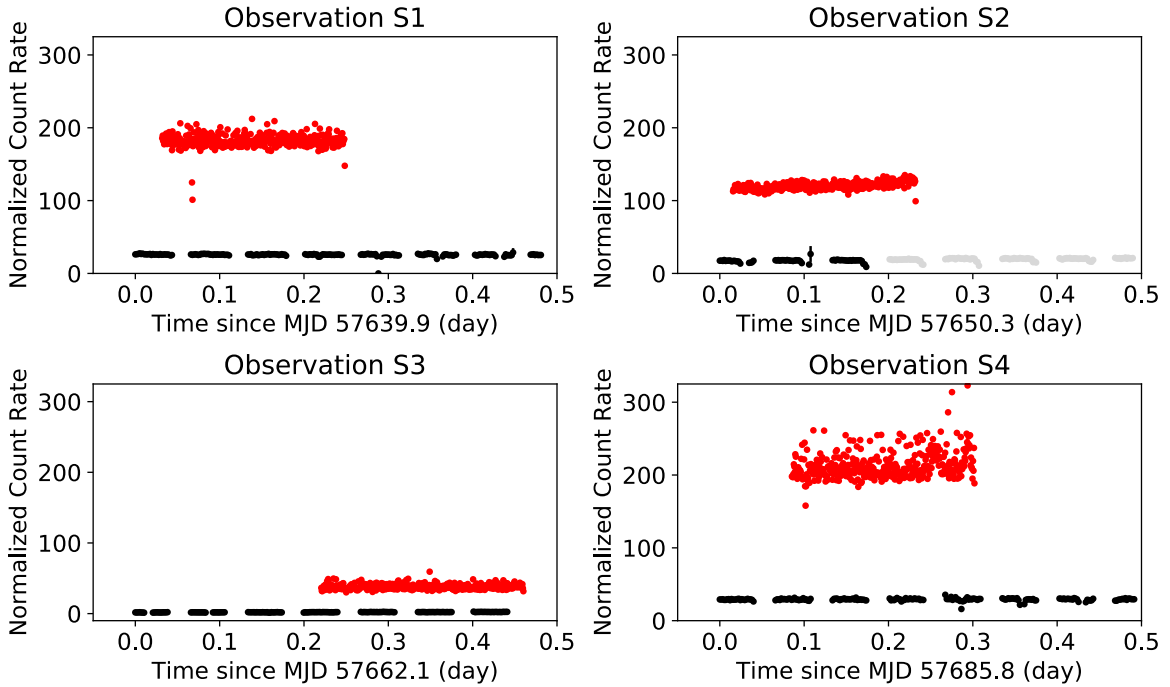 Observation S1
Normalized Count Rate
300
200
100
0
0.0 0.1 0.2 0.3 0.4 0.5
Time since MJD 57639.9 (day)
Observation S2
Normalized Count Rate
300
200
100
0
0.0 0.1 0.2 0.3 0.4 0.5
Time since MJD 57650.3 (day)
Observation S3
Normalized Count Rate
300
200
100
0
0.0 0.1 0.2 0.3 0.4 0.5
Time since MJD 57662.1 (day)
Observation S4
Normalized Count Rate
300
200
100
0
0.0 0.1 0.2 0.3 0.4 0.5
Time since MJD 57685.8 (day)